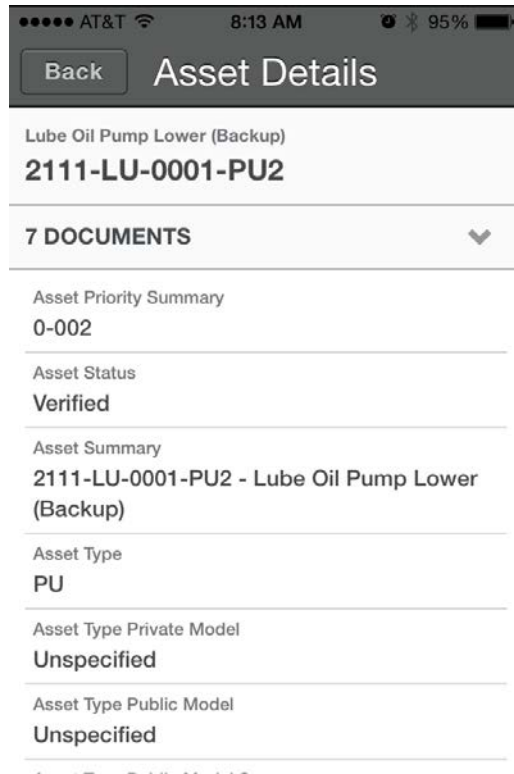 AT&T 8:13 AM 95%
Back Asset Details
Lube Oil Pump Lower (Backup)
2111-LU-0001-PU2
7 DOCUMENTS
Asset Priority Summary
0-002
Asset Status
Verified
Asset Summary
2111-LU-0001-PU2 - Lube Oil Pump Lower
(Backup)
Asset Type
PU
Asset Type Private Model
Unspecified
Asset Type Public Model
Unspecified